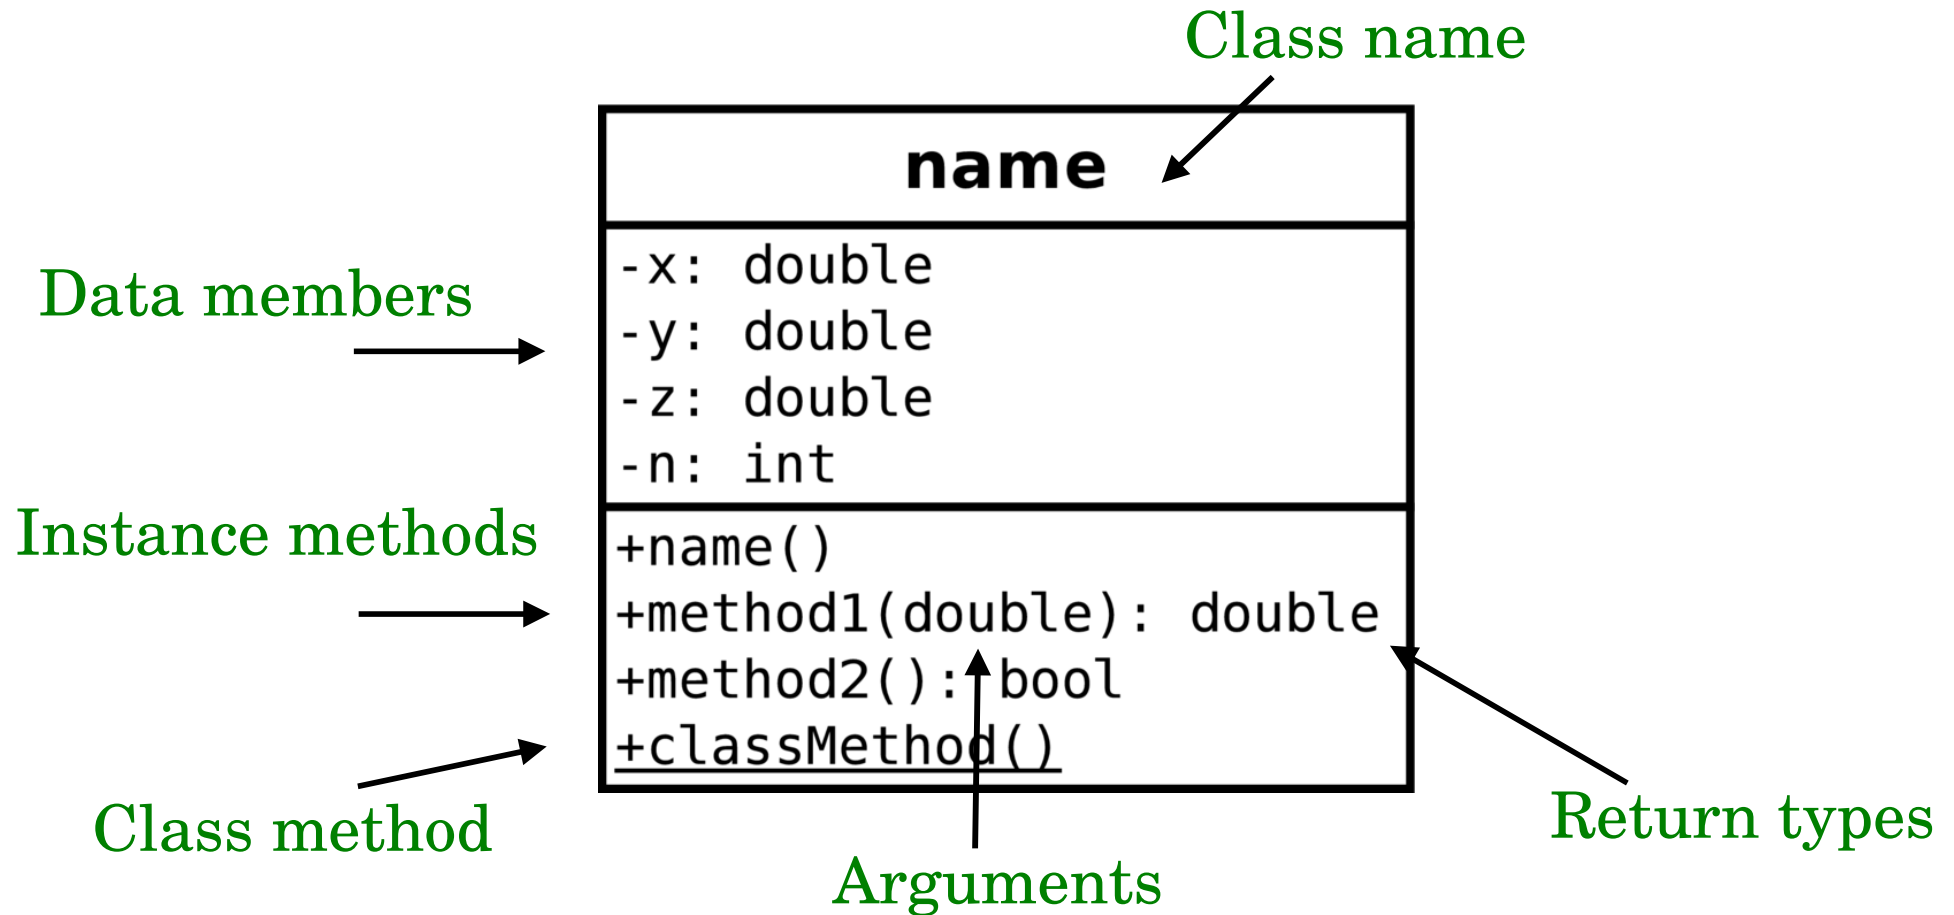 Class name
name
-x: double
Data members
-y: double
-z: double
-n: int
Instance methods
+name()
+method1(double): double
+method2(): bool
+classMethod()
Class method
Return types
Arguments